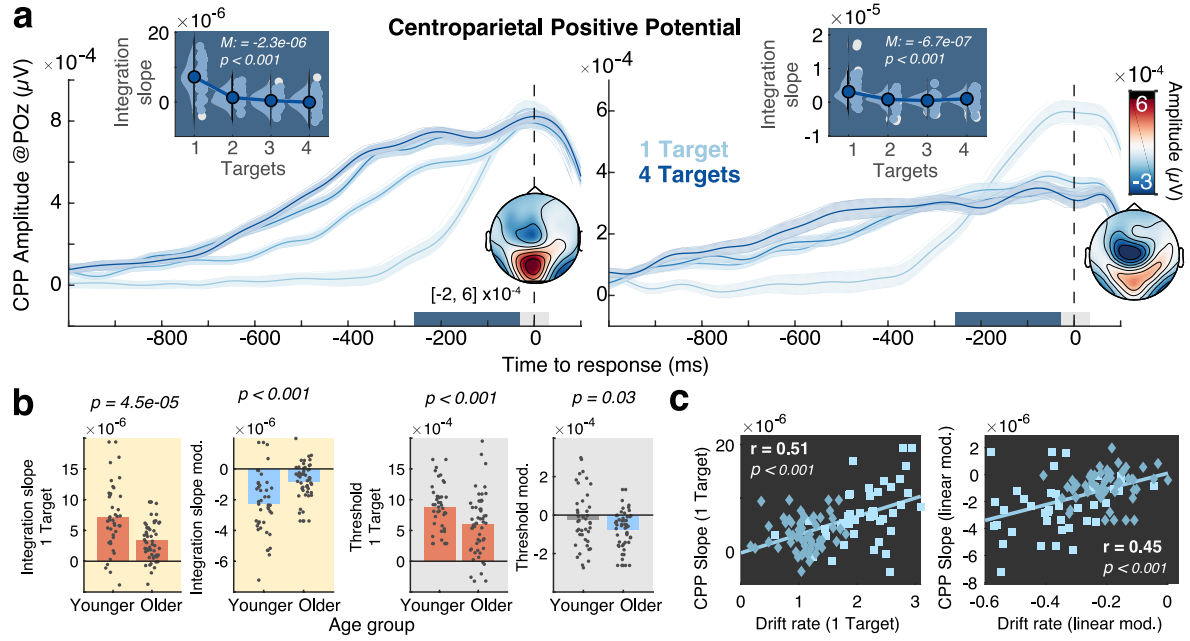 a
Centroparietal Positive Potential
×10⁻⁶
20
0
Integration
slope
M: = -2.3e-06
p < 0.001
1 2 3 4
Targets
×10⁻⁴
8
4
0
CPP Amplitude @POz (µV)
[-2, 6] x10⁻⁴
-800 -600 -400 -200 0
×10⁻⁵
2
1
0
-1
Integration
slope
M: = -6.7e-07
p < 0.001
1 2 3 4
Targets
×10⁻⁴
6
4
2
0
1 Target
4 Targets
×10⁻⁴
6
-3
Amplitude (µV)
-800 -600 -400 -200 0
Time to response (ms)
b
p = 4.5e-05
×10⁻⁶
15
10
5
0
Integration slope
1 Target
Younger Older
p < 0.001
×10⁻⁶
0
-2
-4
-6
Integration slope mod.
Younger Older
p < 0.001
×10⁻⁴
15
10
5
0
Threshold
1 Target
Younger Older
p = 0.03
×10⁻⁴
2
0
-2
Threshold mod.
Younger Older
Age group
c
×10⁻⁶
20
10
0
CPP Slope (1 Target)
r = 0.51
p < 0.001
0 1 2 3
Drift rate (1 Target)
×10⁻⁶
2
0
-2
-4
-6
-8
CPP Slope (linear mod.)
r = 0.45
p < 0.001
-0.6 -0.4 -0.2 0
Drift rate (linear mod.)